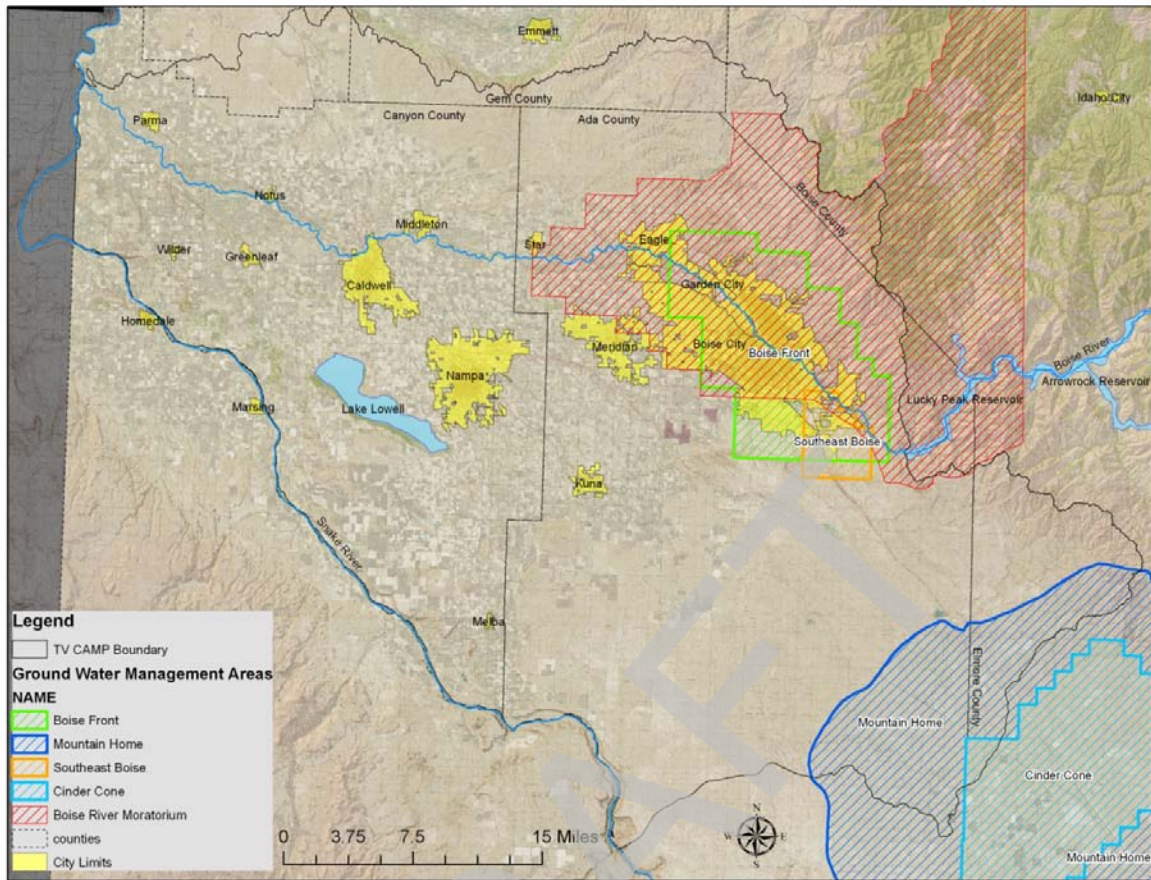 Emmett
Idaho City
Gem County
Parma
Canyon County
Ada County
Boise County
Notus
Middleton
Star
Eagle
Wilder
Greenleaf
Caldwell
Garden City
Homedale
Meridian
Boise City
Boise Front
Boise River
Nampa
Arrowrock Reservoir
Marsing
Lake Lowell
Lucky Peak Reservoir
Southeast Boise
Kuna
Snake River
Melba
Elmore County
Mountain Home
Cinder Cone
Mountain Home
Legend
TV CAMP Boundary
Ground Water Management Areas
NAME
Boise Front
Mountain Home
Southeast Boise
Cinder Cone
Boise River Moratorium
counties
City Limits
0 3.75 7.5 15 Miles
N
W E
S